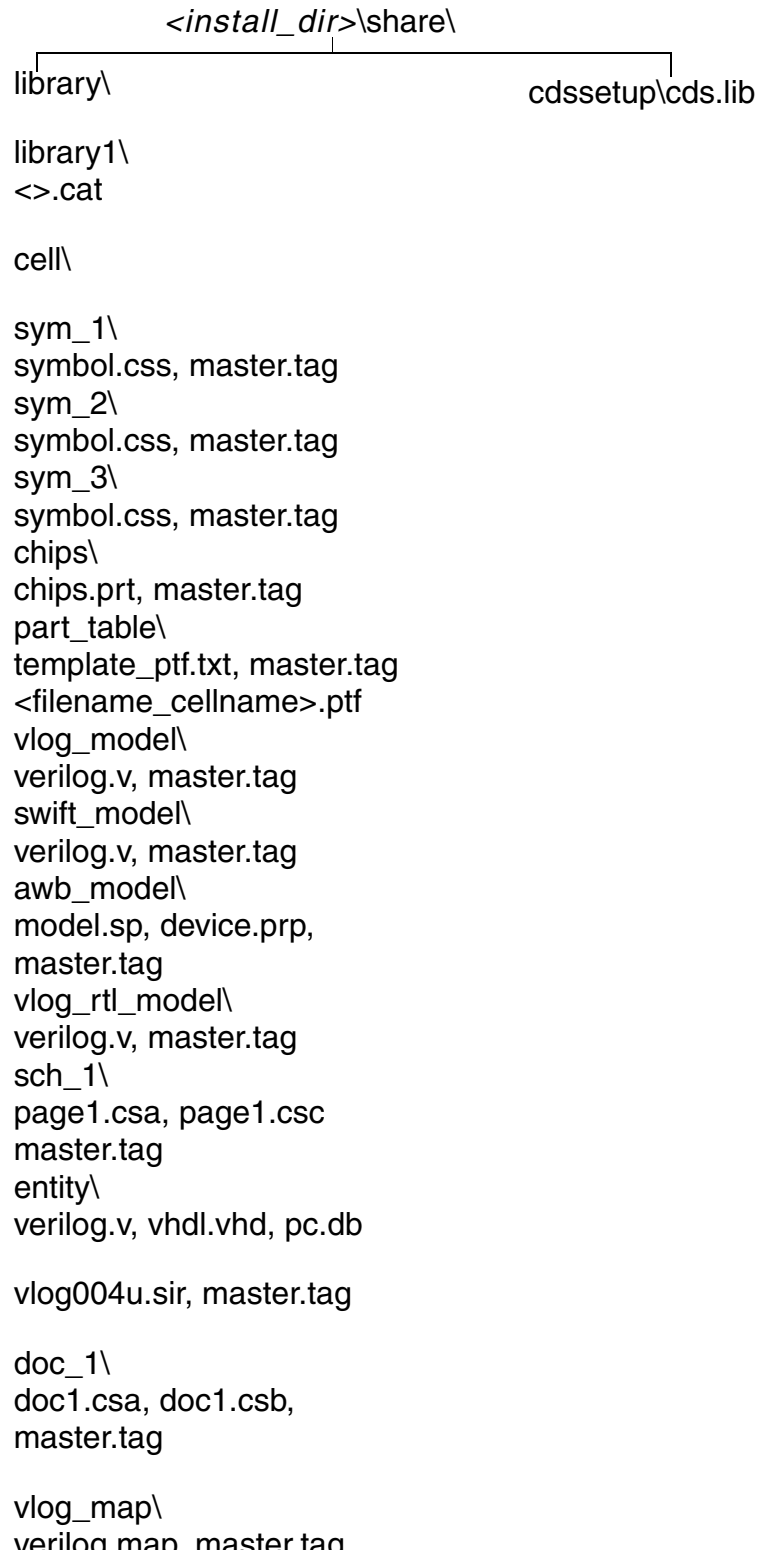 <install_dir>\share\
library\
cdssetup\cds.lib
library1\
<>.cat
cell\
sym_1\
symbol.css, master.tag
sym_2\
symbol.css, master.tag
sym_3\
symbol.css, master.tag
chips\
chips.prt, master.tag
part_table\
template_ptf.txt, master.tag
<filename_cellname>.ptf
vlog_model\
verilog.v, master.tag
swift_model\
verilog.v, master.tag
awb_model\
model.sp, device.prp,
master.tag
vlog_rtl_model\
verilog.v, master.tag
sch_1\
page1.csa, page1.csc
master.tag
entity\
verilog.v, vhdl.vhd, pc.db
vlog004u.sir, master.tag
doc_1\
doc1.csa, doc1.csb,
master.tag
vlog_map\
verilog.map, master.tag